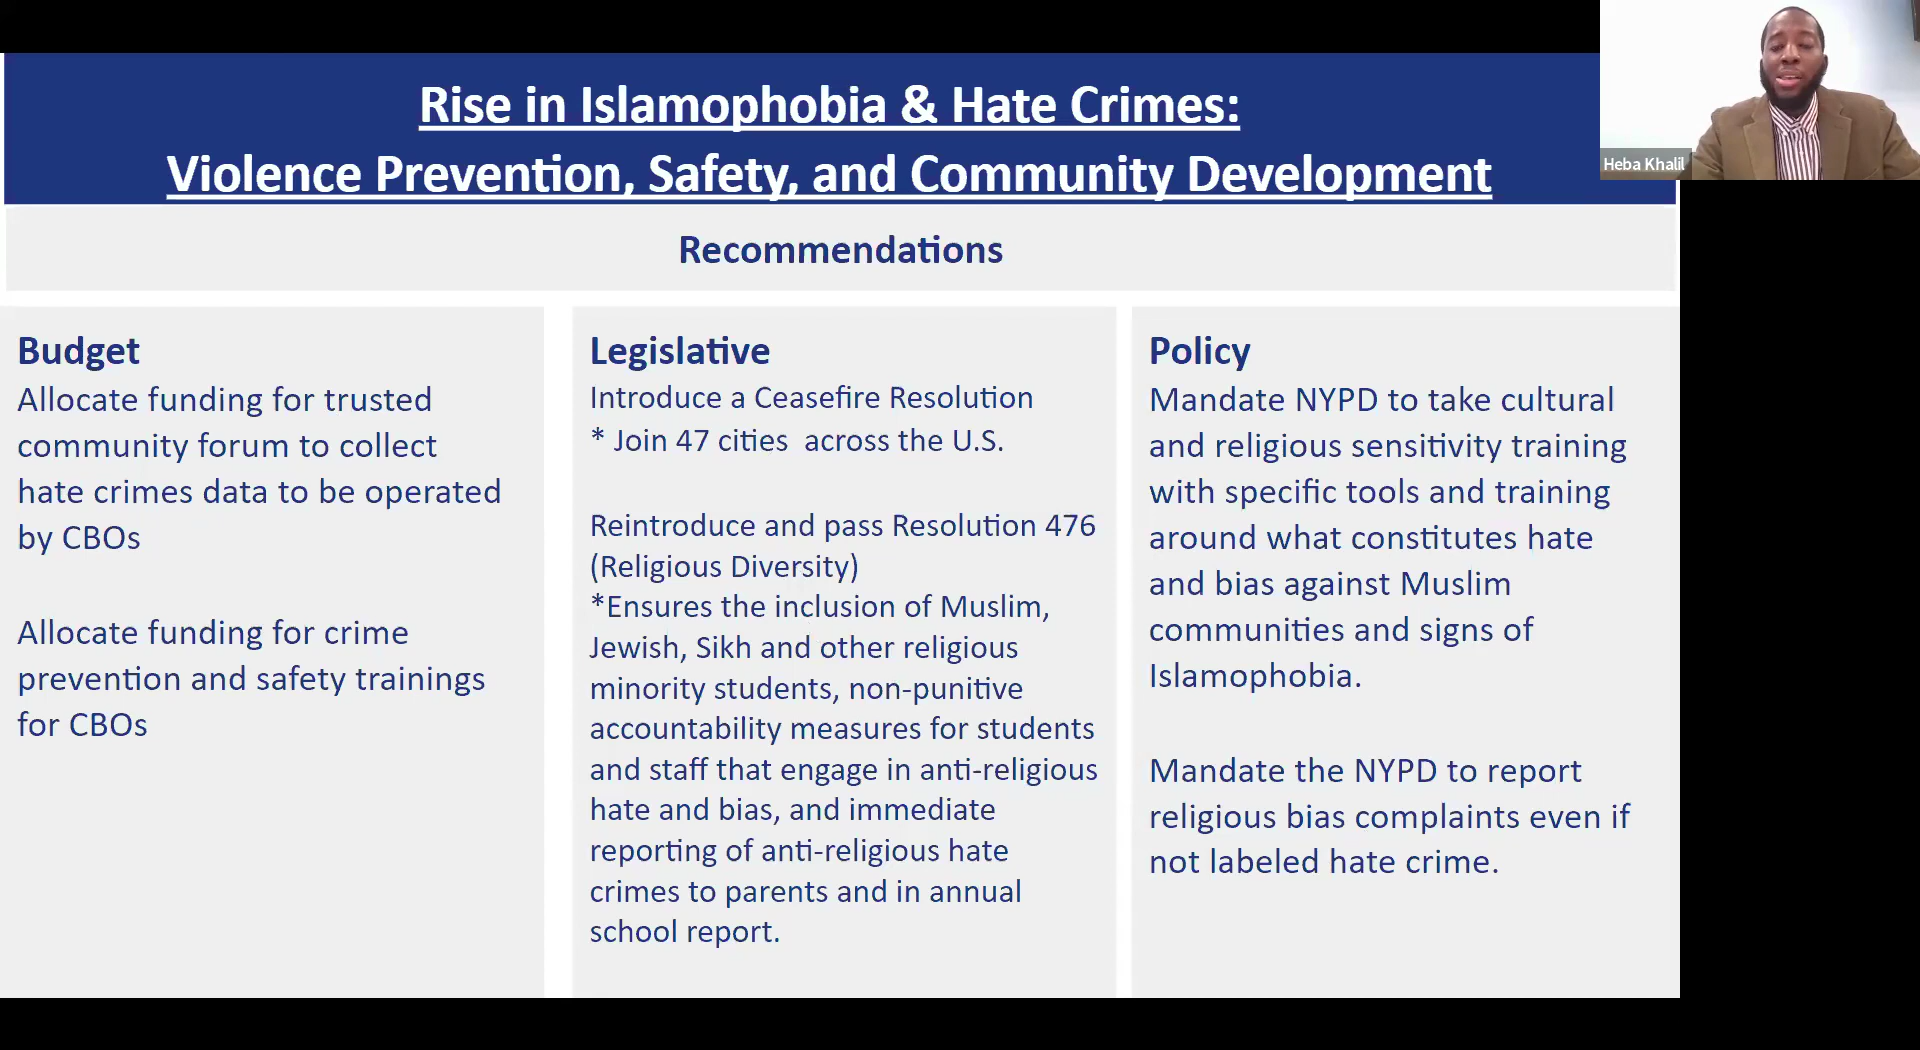 Rise in Islamophobia & Hate Crimes:
Violence Prevention, Safety, and Community Development
Heba Khalil
Recommendations
Budget
Allocate funding for trusted
community forum to collect
hate crimes data to be operated
by CBOs
Allocate funding for crime
prevention and safety trainings
for CBOs
Legislative
Introduce a Ceasefire Resolution
* Join 47 cities  across the U.S.
Reintroduce and pass Resolution 476
(Religious Diversity)
*Ensures the inclusion of Muslim,
Jewish, Sikh and other religious
minority students, non-punitive
accountability measures for students
and staff that engage in anti-religious
hate and bias, and immediate
reporting of anti-religious hate
crimes to parents and in annual
school report.
Policy
Mandate NYPD to take cultural
and religious sensitivity training
with specific tools and training
around what constitutes hate
and bias against Muslim
communities and signs of
Islamophobia.
Mandate the NYPD to report
religious bias complaints even if
not labeled hate crime.